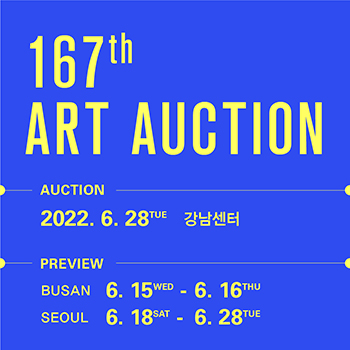 167th
ART AUCTION
AUCTION
2022. 6. 28TUE 강남센터
PREVIEW
BUSAN 6. 15WED - 6. 16THU
SEOUL 6. 18SAT - 6. 28TUE